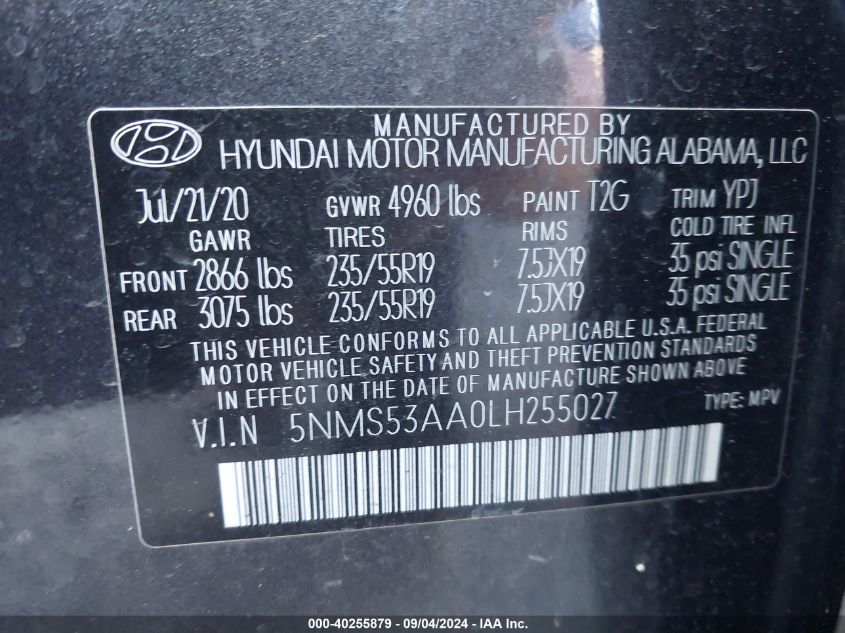 MANUFACTURED BY
HYUNDAI MOTOR MANUFACTURING ALABAMA, LLC
Jul/21/20 GVWR 4960 lbs PAINT T2G TRIM YPJ
GAWR TIRES RIMS COLD TIRE INFL
FRONT 2866 lbs 235/55R19 7.5JX19 35 psi SINGLE
REAR 3075 lbs 235/55R19 7.5JX19 35 psi SINGLE
THIS VEHICLE CONFORMS TO ALL APPLICABLE U.S.A. FEDERAL
MOTOR VEHICLE SAFETY AND THEFT PREVENTION STANDARDS
IN EFFECT ON THE DATE OF MANUFACTURE SHOWN ABOVE
V.I.N 5NMS53AA0LH255027 TYPE: MPV
000-40255879 - 09/04/2024 - IAA Inc.